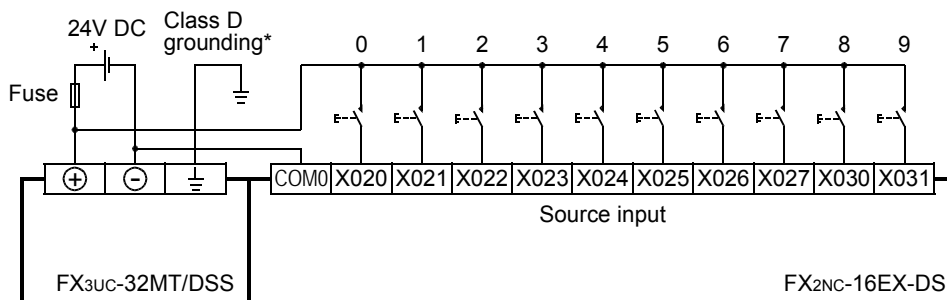 24V DC
+
Class D
grounding*
Fuse
0 1 2 3 4 5 6 7 8 9
+ -
COM0 X020 X021 X022 X023 X024 X025 X026 X027 X030 X031
Source input
FX3UC-32MT/DSS
FX2NC-16EX-DS